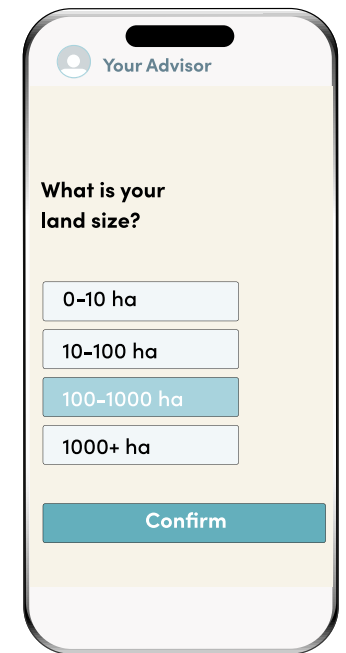 Your Advisor
What is your
land size?
0-10 ha
10-100 ha
100-1000 ha
1000+ ha
Confirm